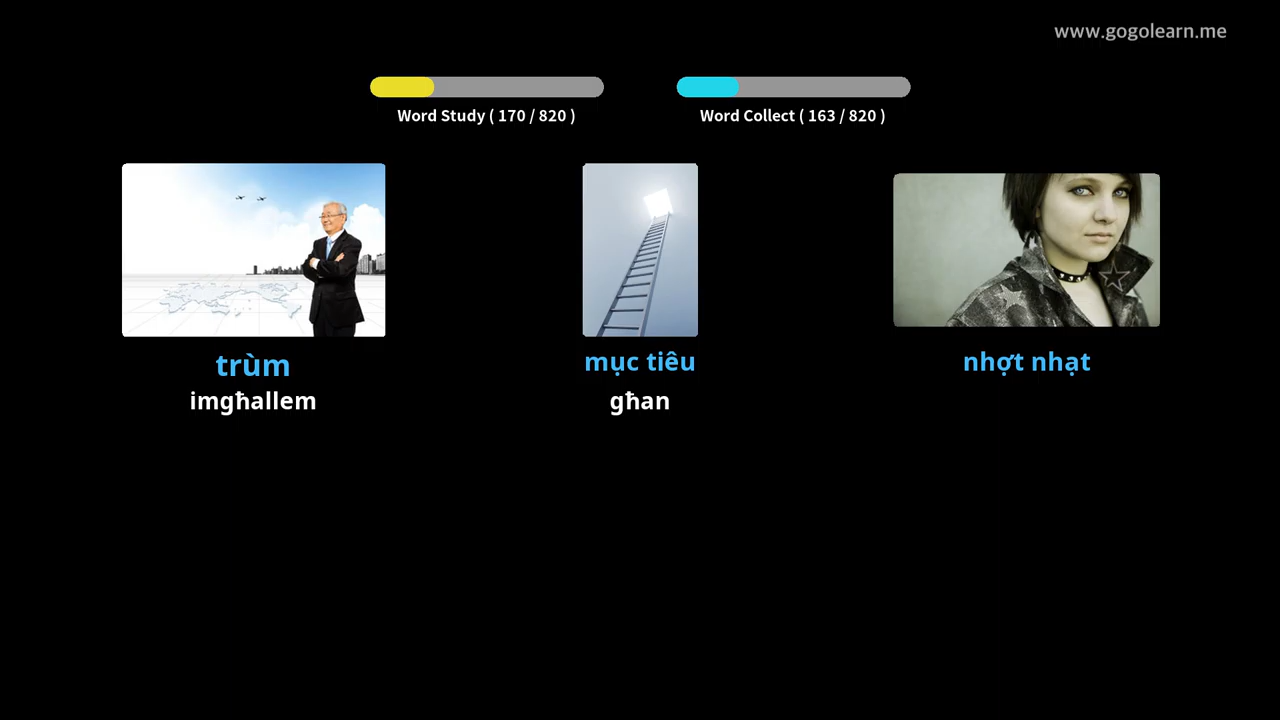 www.gogolearn.me
Word Study ( 170 / 820 )
Word Collect ( 163 / 820 )
trùm
imgħallem
mục tiêu
għan
nhợt nhạt